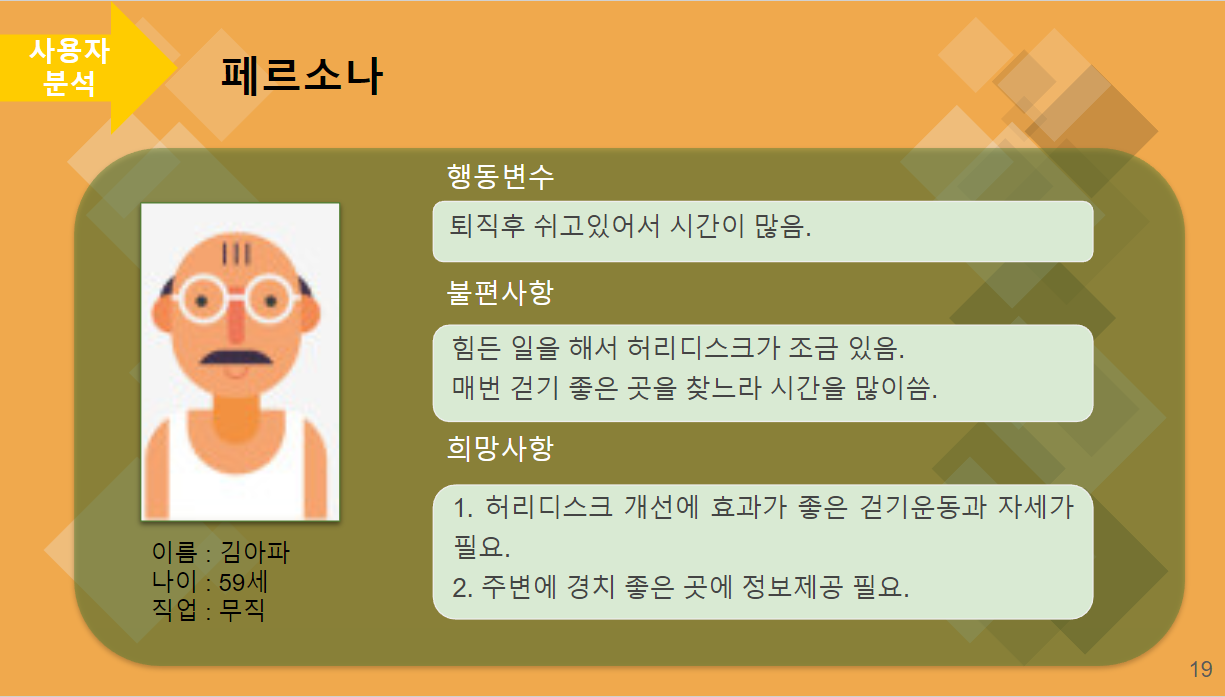 사용자
분석
페르소나
행동변수
퇴직후 쉬고있어서 시간이 많음.
불편사항
힘든 일을 해서 허리디스크가 조금 있음.
매번 걷기 좋은 곳을 찾느라 시간을 많이씀.
희망사항
1. 허리디스크 개선에 효과가 좋은 걷기운동과 자세가
필요.
2. 주변에 경치 좋은 곳에 정보제공 필요.
이름 : 김아파
나이 : 59세
직업 : 무직
19